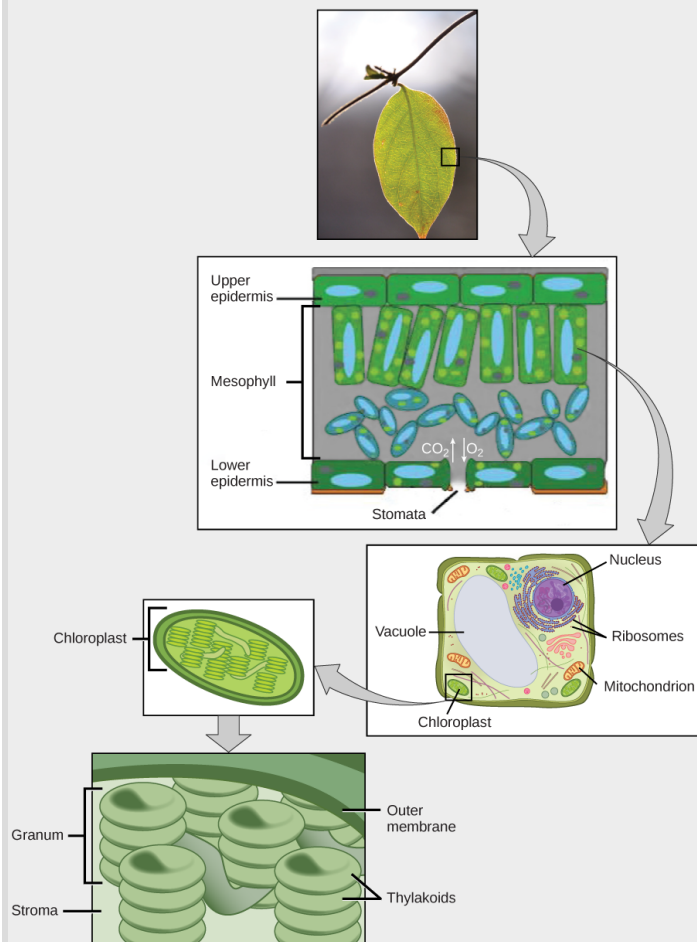 Upper
epidermis
Mesophyll
CO2 O2
Lower
epidermis
Stomata
Nucleus
Vacuole
Ribosomes
Mitochondrion
Chloroplast
Chloroplast
Outer
membrane
Granum
Thylakoids
Stroma